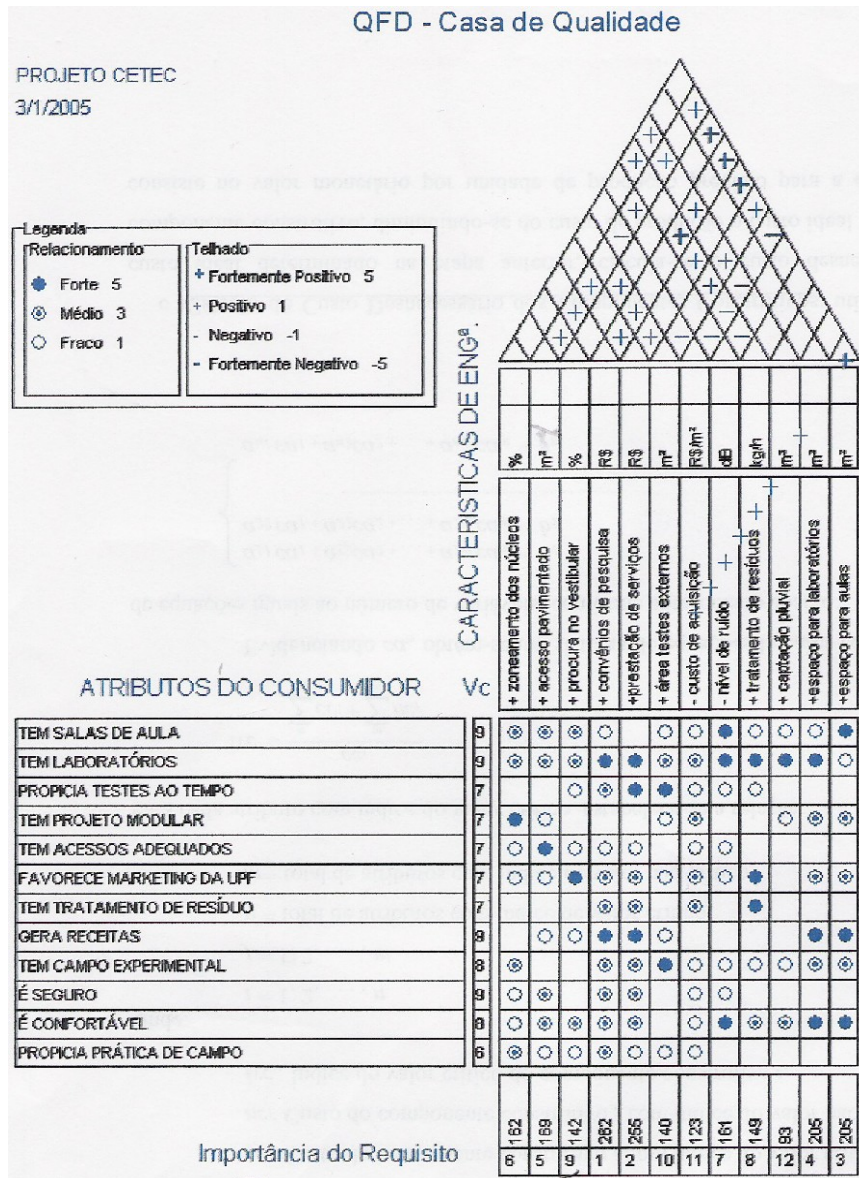 QFD - Casa de Qualidade
PROJETO CETEC
3/1/2005
Legenda
Relacionamento
Forte 5
Médio 3
Fraco 1
Telhado
+ Fortemente Positivo 5
+ Positivo 1
- Negativo -1
- Fortemente Negativo -5
CARACTERÍSTICAS DE ENGª.
% m² % R$ R$ m² R$/m² dB kg/h m³ m² m²
+ zoneamento dos núcleos
+ acesso pavimentado
+ procura no vestibular
+ convênios de pesquisa
+prestação de serviços
+ área testes externos
- custo de aquisição
- nível de ruído
+ tratamento de resíduos
+ captação pluvial
+espaço para laboratórios
+espaço para aulas
ATRIBUTOS DO CONSUMIDOR Vc
TEM SALAS DE AULA 9
TEM LABORATÓRIOS 9
PROPICIA TESTES AO TEMPO 7
TEM PROJETO MODULAR 7
TEM ACESSOS ADEQUADOS 7
FAVORECE MARKETING DA UPF 7
TEM TRATAMENTO DE RESÍDUO 7
GERA RECEITAS 9
TEM CAMPO EXPERIMENTAL 8
É SEGURO 9
É CONFORTÁVEL 8
PROPICIA PRÁTICA DE CAMPO 6
162 169 142 262 255 140 123 161 149 93 205 205
Importância do Requisito 6 5 9 1 2 10 11 7 8 12 4 3